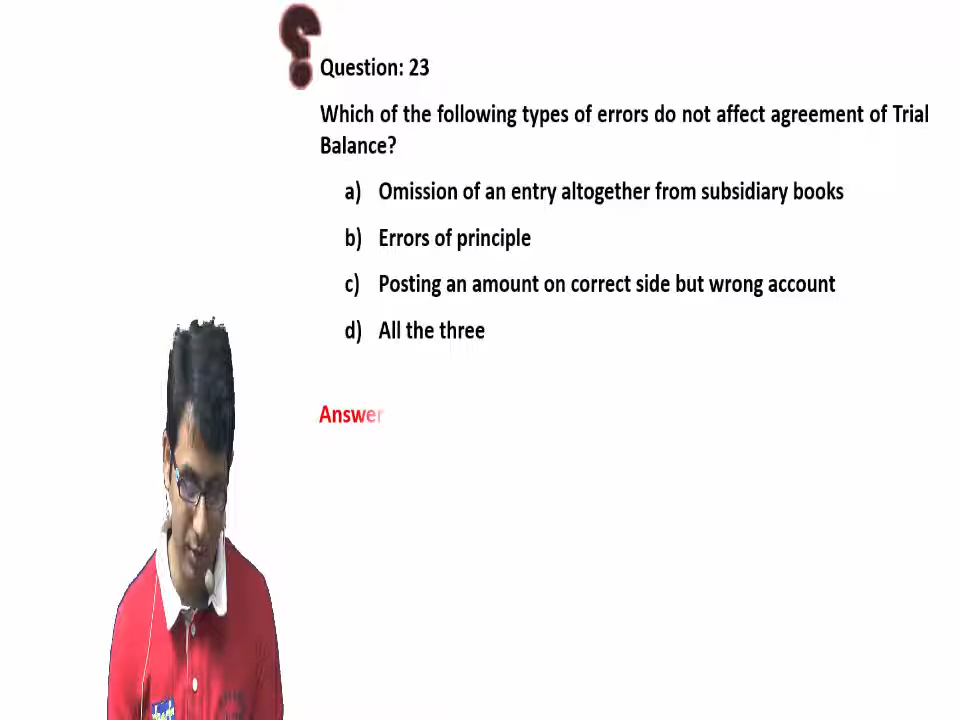 Question: 23
Which of the following types of errors do not affect agreement of Trial
Balance?
a) Omission of an entry altogether from subsidiary books
b) Errors of principle
c) Posting an amount on correct side but wrong account
d) All the three
Answer